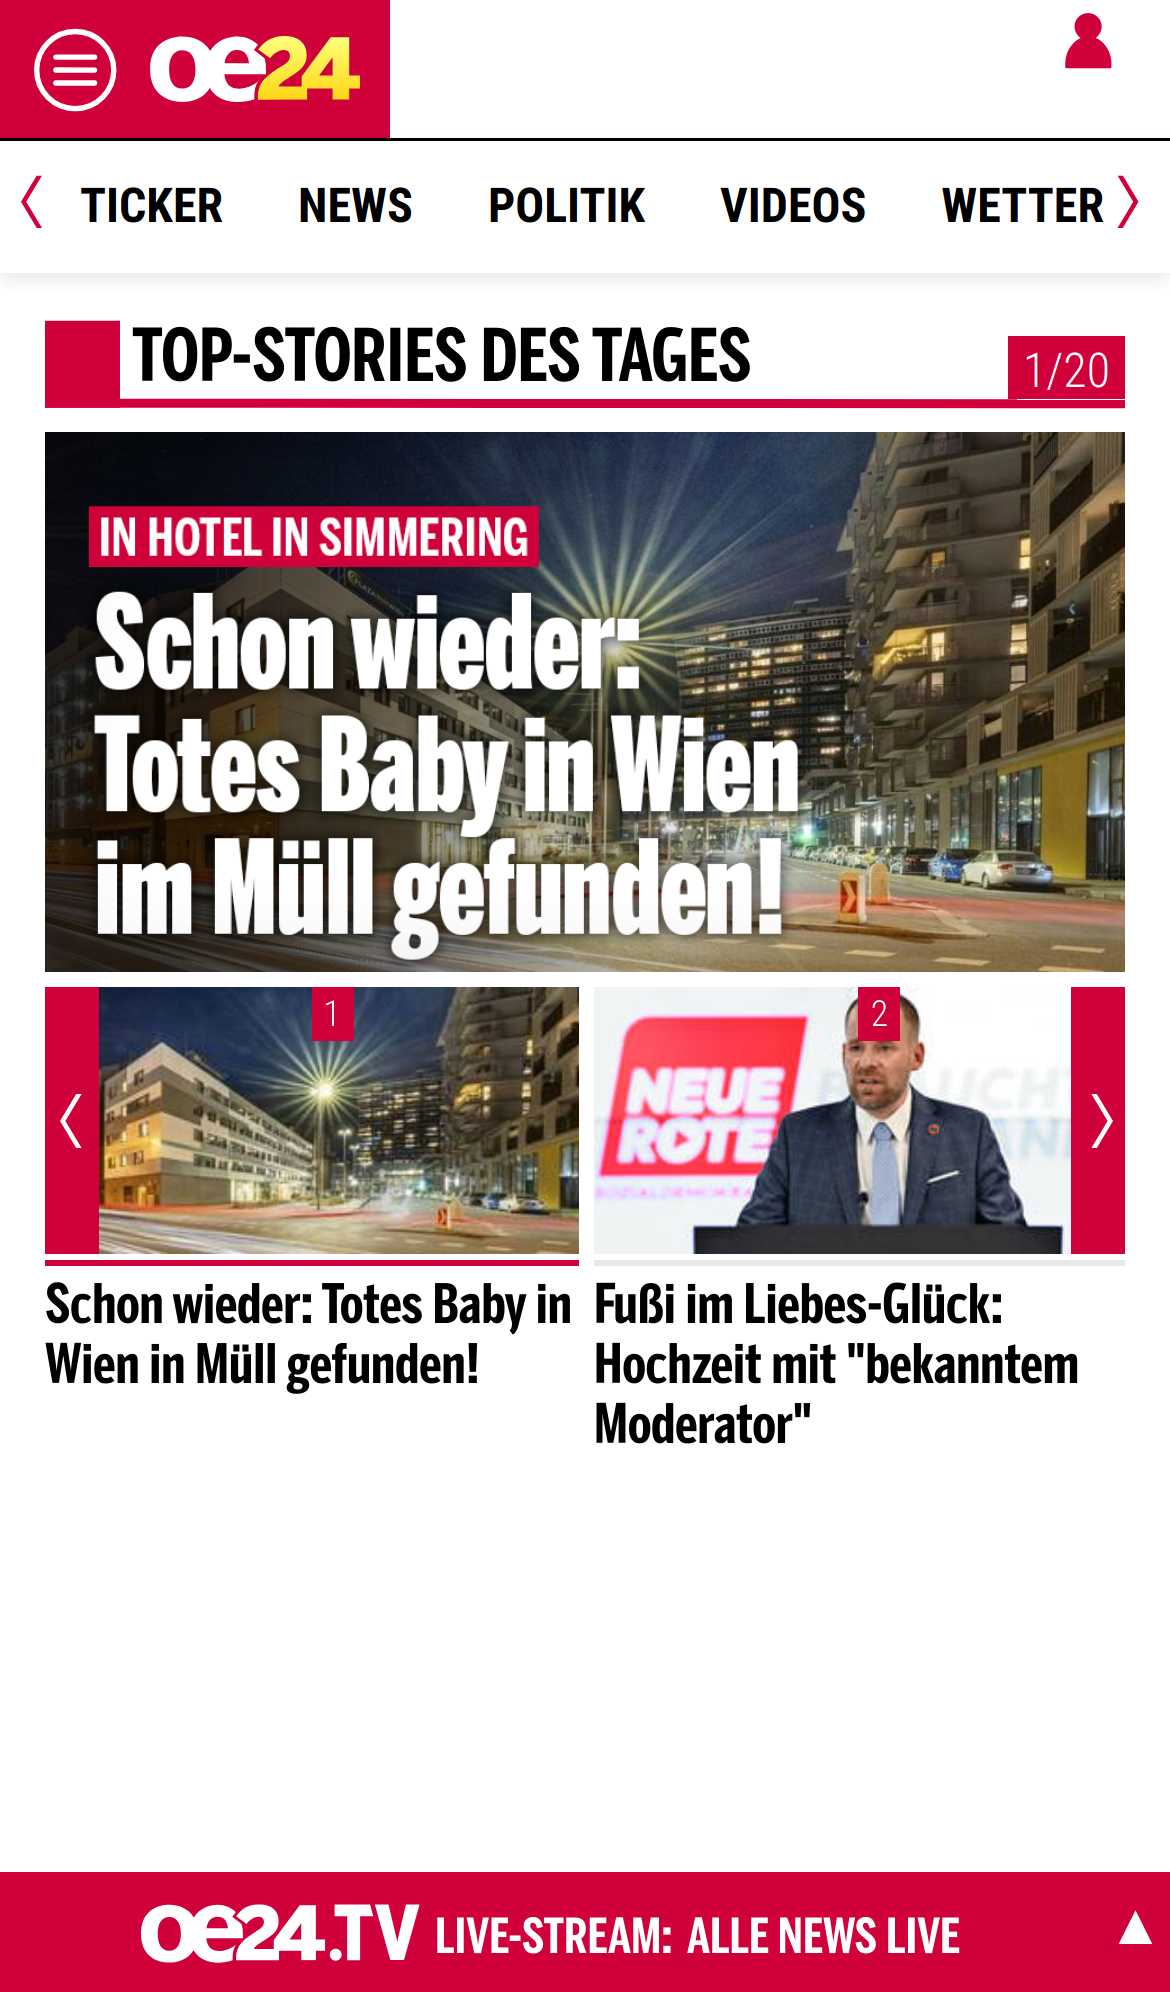 oe24
TICKER NEWS POLITIK VIDEOS WETTER
TOP-STORIES DES TAGES
1/20
IN HOTEL IN SIMMERING
Schon wieder:
Totes Baby in Wien
im Müll gefunden!
1
2
NEUE
ROTE
Schon wieder: Totes Baby in
Wien in Müll gefunden!
Fußi im Liebes-Glück:
Hochzeit mit "bekanntem
Moderator"
oe24.TV LIVE-STREAM: ALLE NEWS LIVE